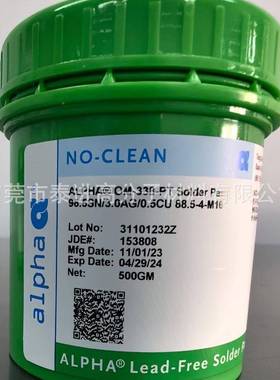 NO-CLEAN
ALPHA® OM-338-PT Solder Pas
96.5SN/3.0AG/0.5CU 88.5-4-M16
Lot No: 31101232Z
JDE#: 153808
Mfg Date: 11/01/23
Exp Date: 04/29/24
Net: 500GM
alpha
ALPHA® Lead-Free Solder P